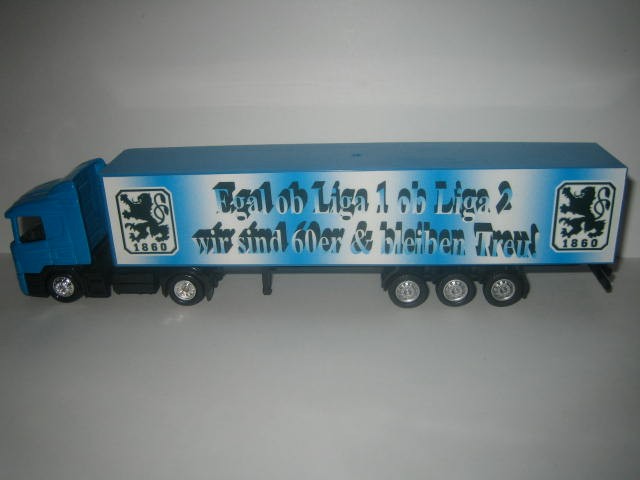 Egal ob Liga 1 ob Liga 2
wir sind 60er & bleiben Treu!
1860
1860